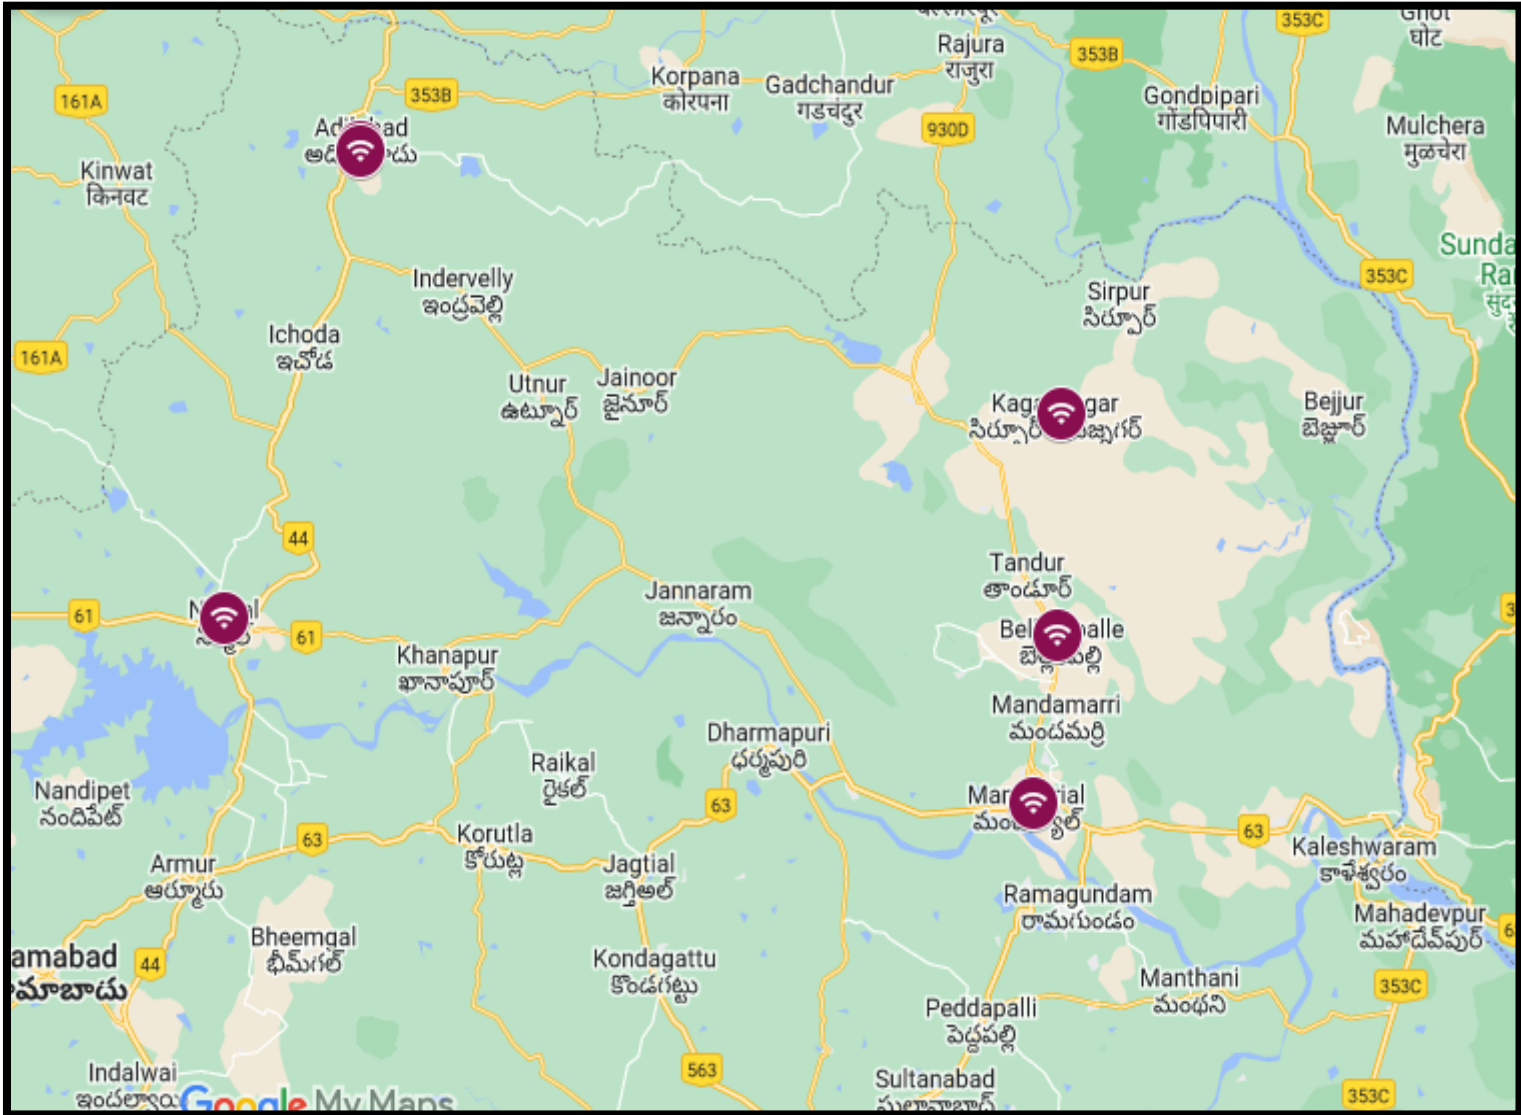 353C
घोट
Rajura
राजुरा
353B
Korpana
कोरपना
Gadchandur
गडचंदुर
161A
353B
Gondpipari
गोंडपिपारी
930D
Mulchera
मुळचेरा
Kinwat
किनवट
Sunda
353C
Indervelly
ఇంద్రవెల్లి
Sirpur
సిర్పూర్
Ichoda
ఇచోడ
161A
Utnur
ఉట్నూర్
Jainoor
జైనూర్
Bejjur
బెజ్జూర్
44
Tandur
తాండూర్
Jannaram
జన్నారం
61
61
Khanapur
ఖానాపూర్
Mandamarri
మందమర్రి
Dharmapuri
ధర్మపురి
Raikal
రైకల్
Nandipet
నందిపేట్
63
63
63
Korutla
కోరుట్ల
Jagtial
జగ్తిఅల్
Armur
ఆర్మూరు
Kaleshwaram
కాళేశ్వరం
Ramagundam
రామగుండం
Mahadevpur
మహాదేవ్‌పుర్
Bheemgal
భీమ్‌గల్
amabad
మాబాదు
44
Kondagattu
కొండగట్టు
Manthani
మంథని
353C
Peddapalli
పెద్దపల్లి
563
Indalwai
ఇందల్వాయి
Sultanabad
353C
Google My Maps